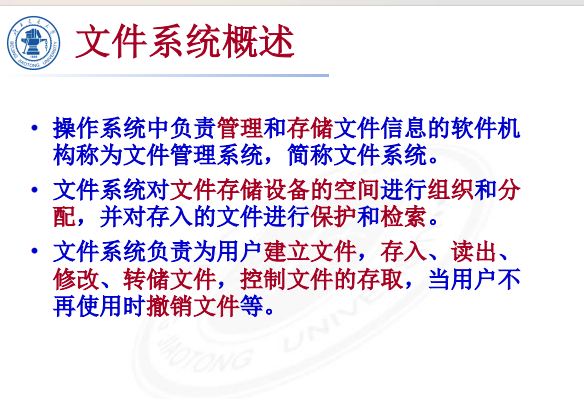 文件系统概述
• 操作系统中负责管理和存储文件信息的软件机
构称为文件管理系统，简称文件系统。
• 文件系统对文件存储设备的空间进行组织和分
配，并对存入的文件进行保护和检索。
• 文件系统负责为用户建立文件，存入、读出、
修改、转储文件，控制文件的存取，当用户不
再使用时撤销文件等。
JIAOTONG UNIVER